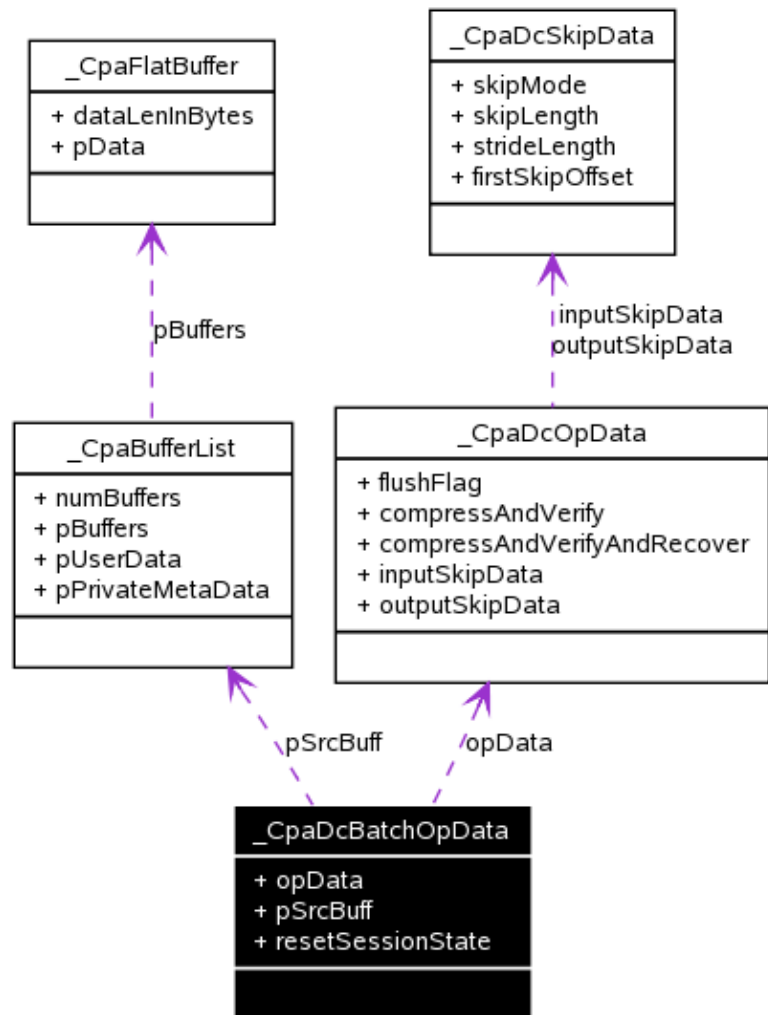 _CpaFlatBuffer
+ dataLenInBytes
+ pData
_CpaDcSkipData
+ skipMode
+ skipLength
+ strideLength
+ firstSkipOffset
pBuffers
inputSkipData
outputSkipData
_CpaBufferList
+ numBuffers
+ pBuffers
+ pUserData
+ pPrivateMetaData
_CpaDcOpData
+ flushFlag
+ compressAndVerify
+ compressAndVerifyAndRecover
+ inputSkipData
+ outputSkipData
pSrcBuff
opData
_CpaDcBatchOpData
+ opData
+ pSrcBuff
+ resetSessionState